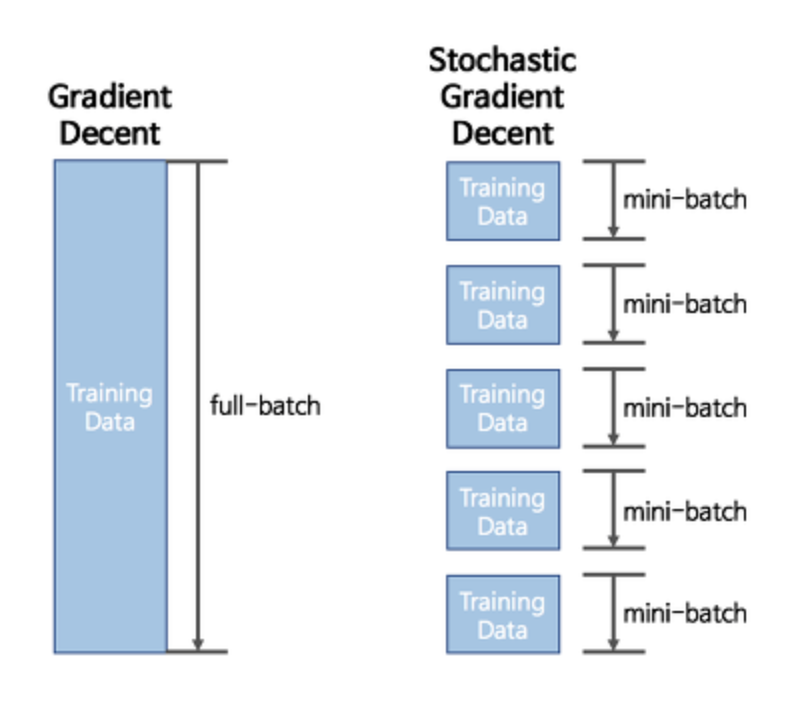 Gradient
Decent
Training
Data
full-batch
Stochastic
Gradient
Decent
Training
Data
mini-batch
Training
Data
mini-batch
Training
Data
mini-batch
Training
Data
mini-batch
Training
Data
mini-batch